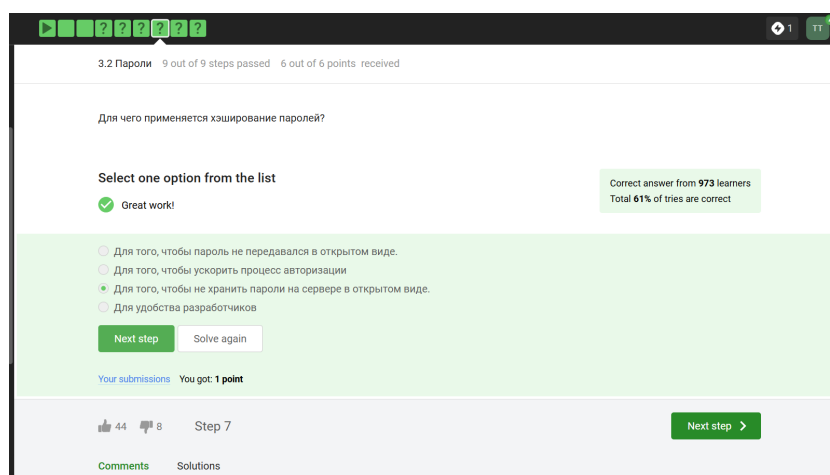 ? ? ? ? ? ?
1
TT
3.2 Пароли 9 out of 9 steps passed 6 out of 6 points received
Для чего применяется хэширование паролей?
Select one option from the list
Great work!
Correct answer from 973 learners
Total 61% of tries are correct
Для того, чтобы пароль не передавался в открытом виде.
Для того, чтобы ускорить процесс авторизации
Для того, чтобы не хранить пароли на сервере в открытом виде.
Для удобства разработчиков
Next step Solve again
Your submissions You got: 1 point
44 8 Step 7 Next step
Comments Solutions